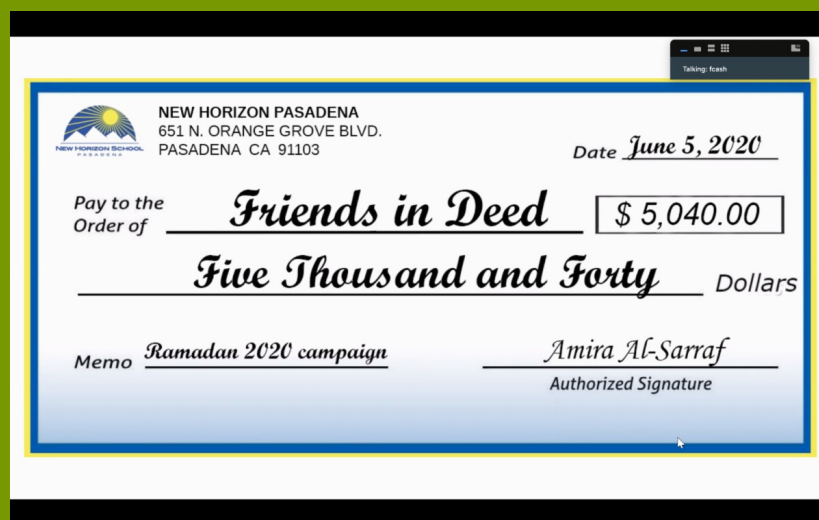 Talking: fcash
NEW HORIZON PASADENA
651 N. ORANGE GROVE BLVD.
PASADENA CA 91103
NEW HORIZON SCHOOL
PASADENA
Date June 5, 2020
Pay to the
Order of Friends in Deed $ 5,040.00
Five Thousand and Forty Dollars
Memo Ramadan 2020 campaign
Amira Al-Sarraf
Authorized Signature